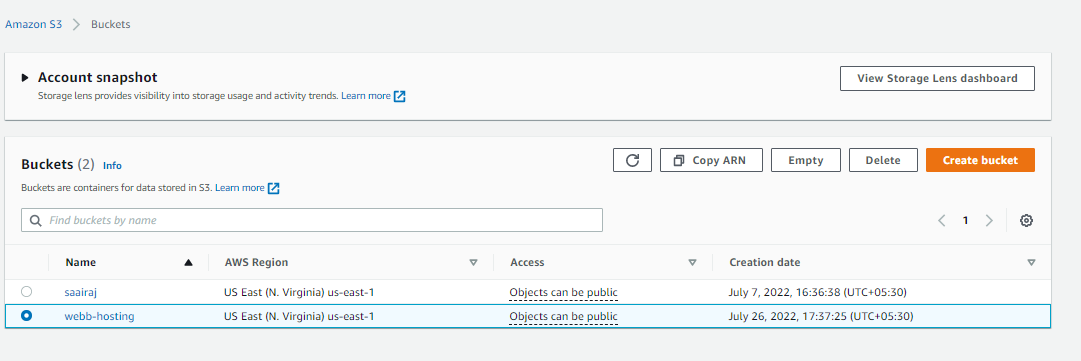 Amazon S3 > Buckets
Account snapshot
View Storage Lens dashboard
Storage lens provides visibility into storage usage and activity trends. Learn more
Buckets (2) Info
Copy ARN Empty Delete Create bucket
Buckets are containers for data stored in S3. Learn more
Find buckets by name
1
Name AWS Region Access Creation date
saairaj US East (N. Virginia) us-east-1 Objects can be public July 7, 2022, 16:36:38 (UTC+05:30)
webb-hosting US East (N. Virginia) us-east-1 Objects can be public July 26, 2022, 17:37:25 (UTC+05:30)